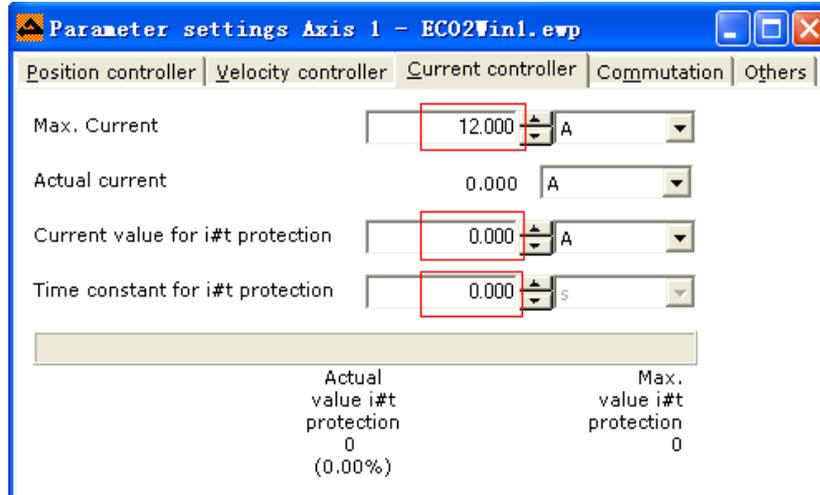 Parameter settings Axis 1 - ECO2Win1.ewp
Position controller Velocity controller Current controller Commutation Others
Max. Current 12.000 A
Actual current 0.000 A
Current value for i#t protection 0.000 A
Time constant for i#t protection 0.000 s
Actual Max.
value i#t value i#t
protection protection
0 0
(0.00%)